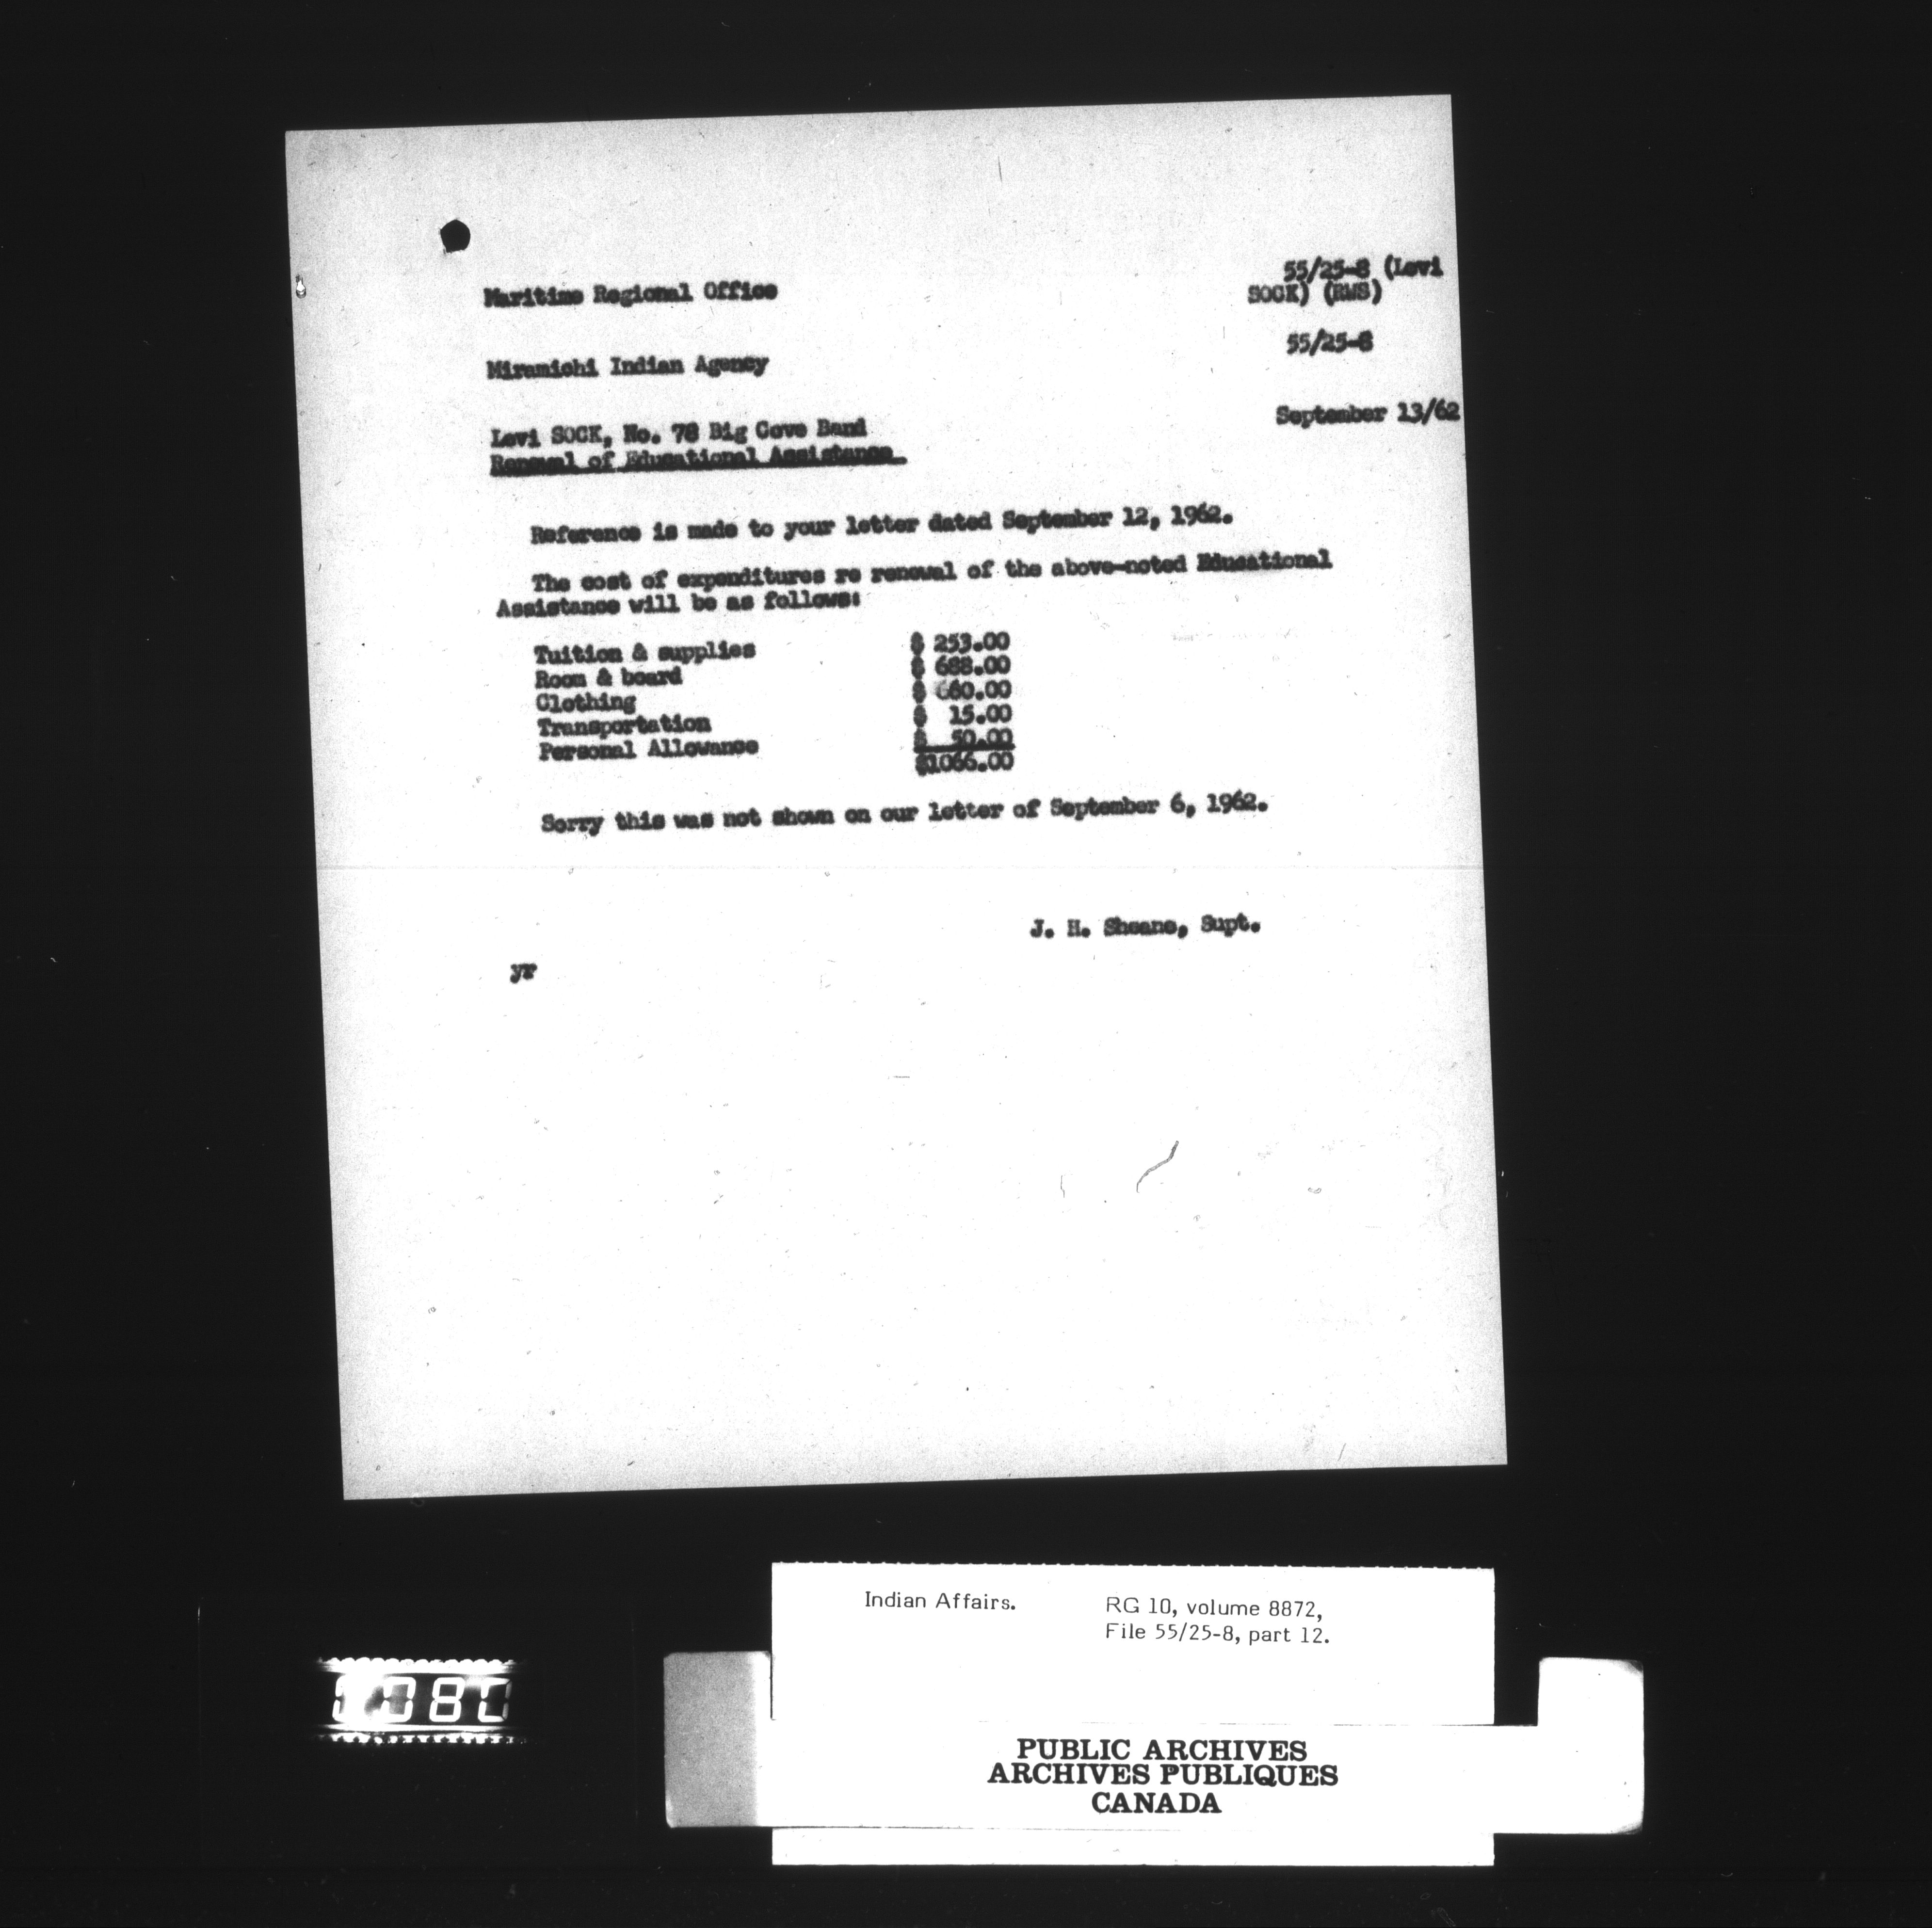 Maritime Regional Office
55/25-8 (Levi
SOCK) (RWS)
55/25-8
Miramichi Indian Agency
September 13/62
Levi SOCK, No. 78 Big Cove Band
Renewal of Educational Assistance
Reference is made to your letter dated September 12, 1962.
The cost of expenditures re renewal of the above-noted Educational
Assistance will be as follows:
Tuition & supplies $ 253.00
Room & board $ 688.00
Clothing $ 60.00
Transportation $ 15.00
Personal Allowance $ 50.00
$1066.00
Sorry this was not shown on our letter of September 6, 1962.
J. H. Sheane, Supt.
yr
Indian Affairs.
RG 10, volume 8872,
File 55/25-8, part 12.
PUBLIC ARCHIVES
ARCHIVES PUBLIQUES
CANADA